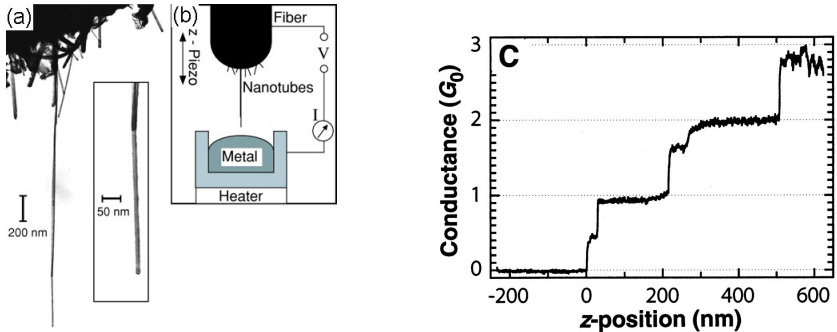 (a)
200 nm
50 nm
(b)
Fiber
z - Piezo
V
Nanotubes
I
Metal
Heater
C
Conductance (G₀)
3
2
1
0
-200 0 200 400 600
z-position (nm)